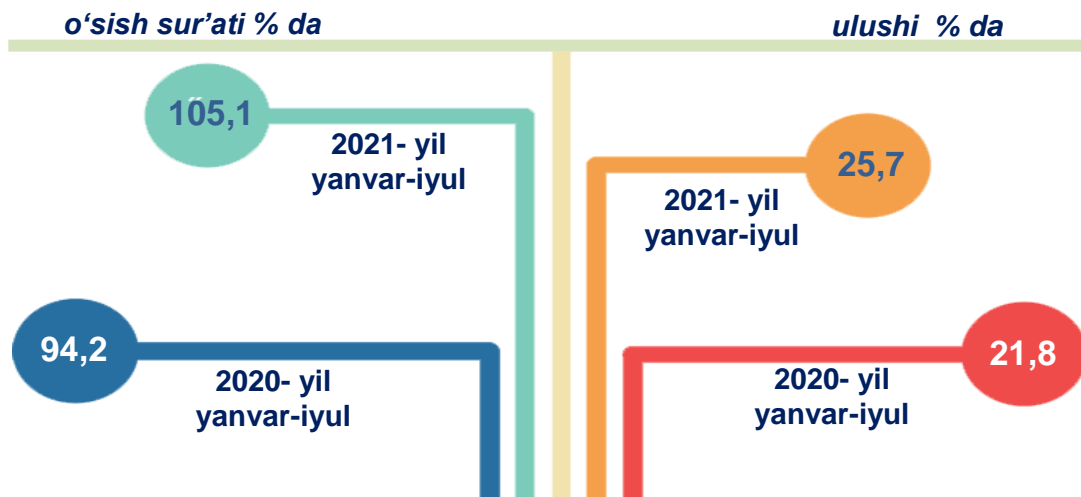 o‘sish sur’ati % da
ulushi % da
105,1
2021- yil
yanvar-iyul
25,7
2021- yil
yanvar-iyul
94,2
2020- yil
yanvar-iyul
21,8
2020- yil
yanvar-iyul